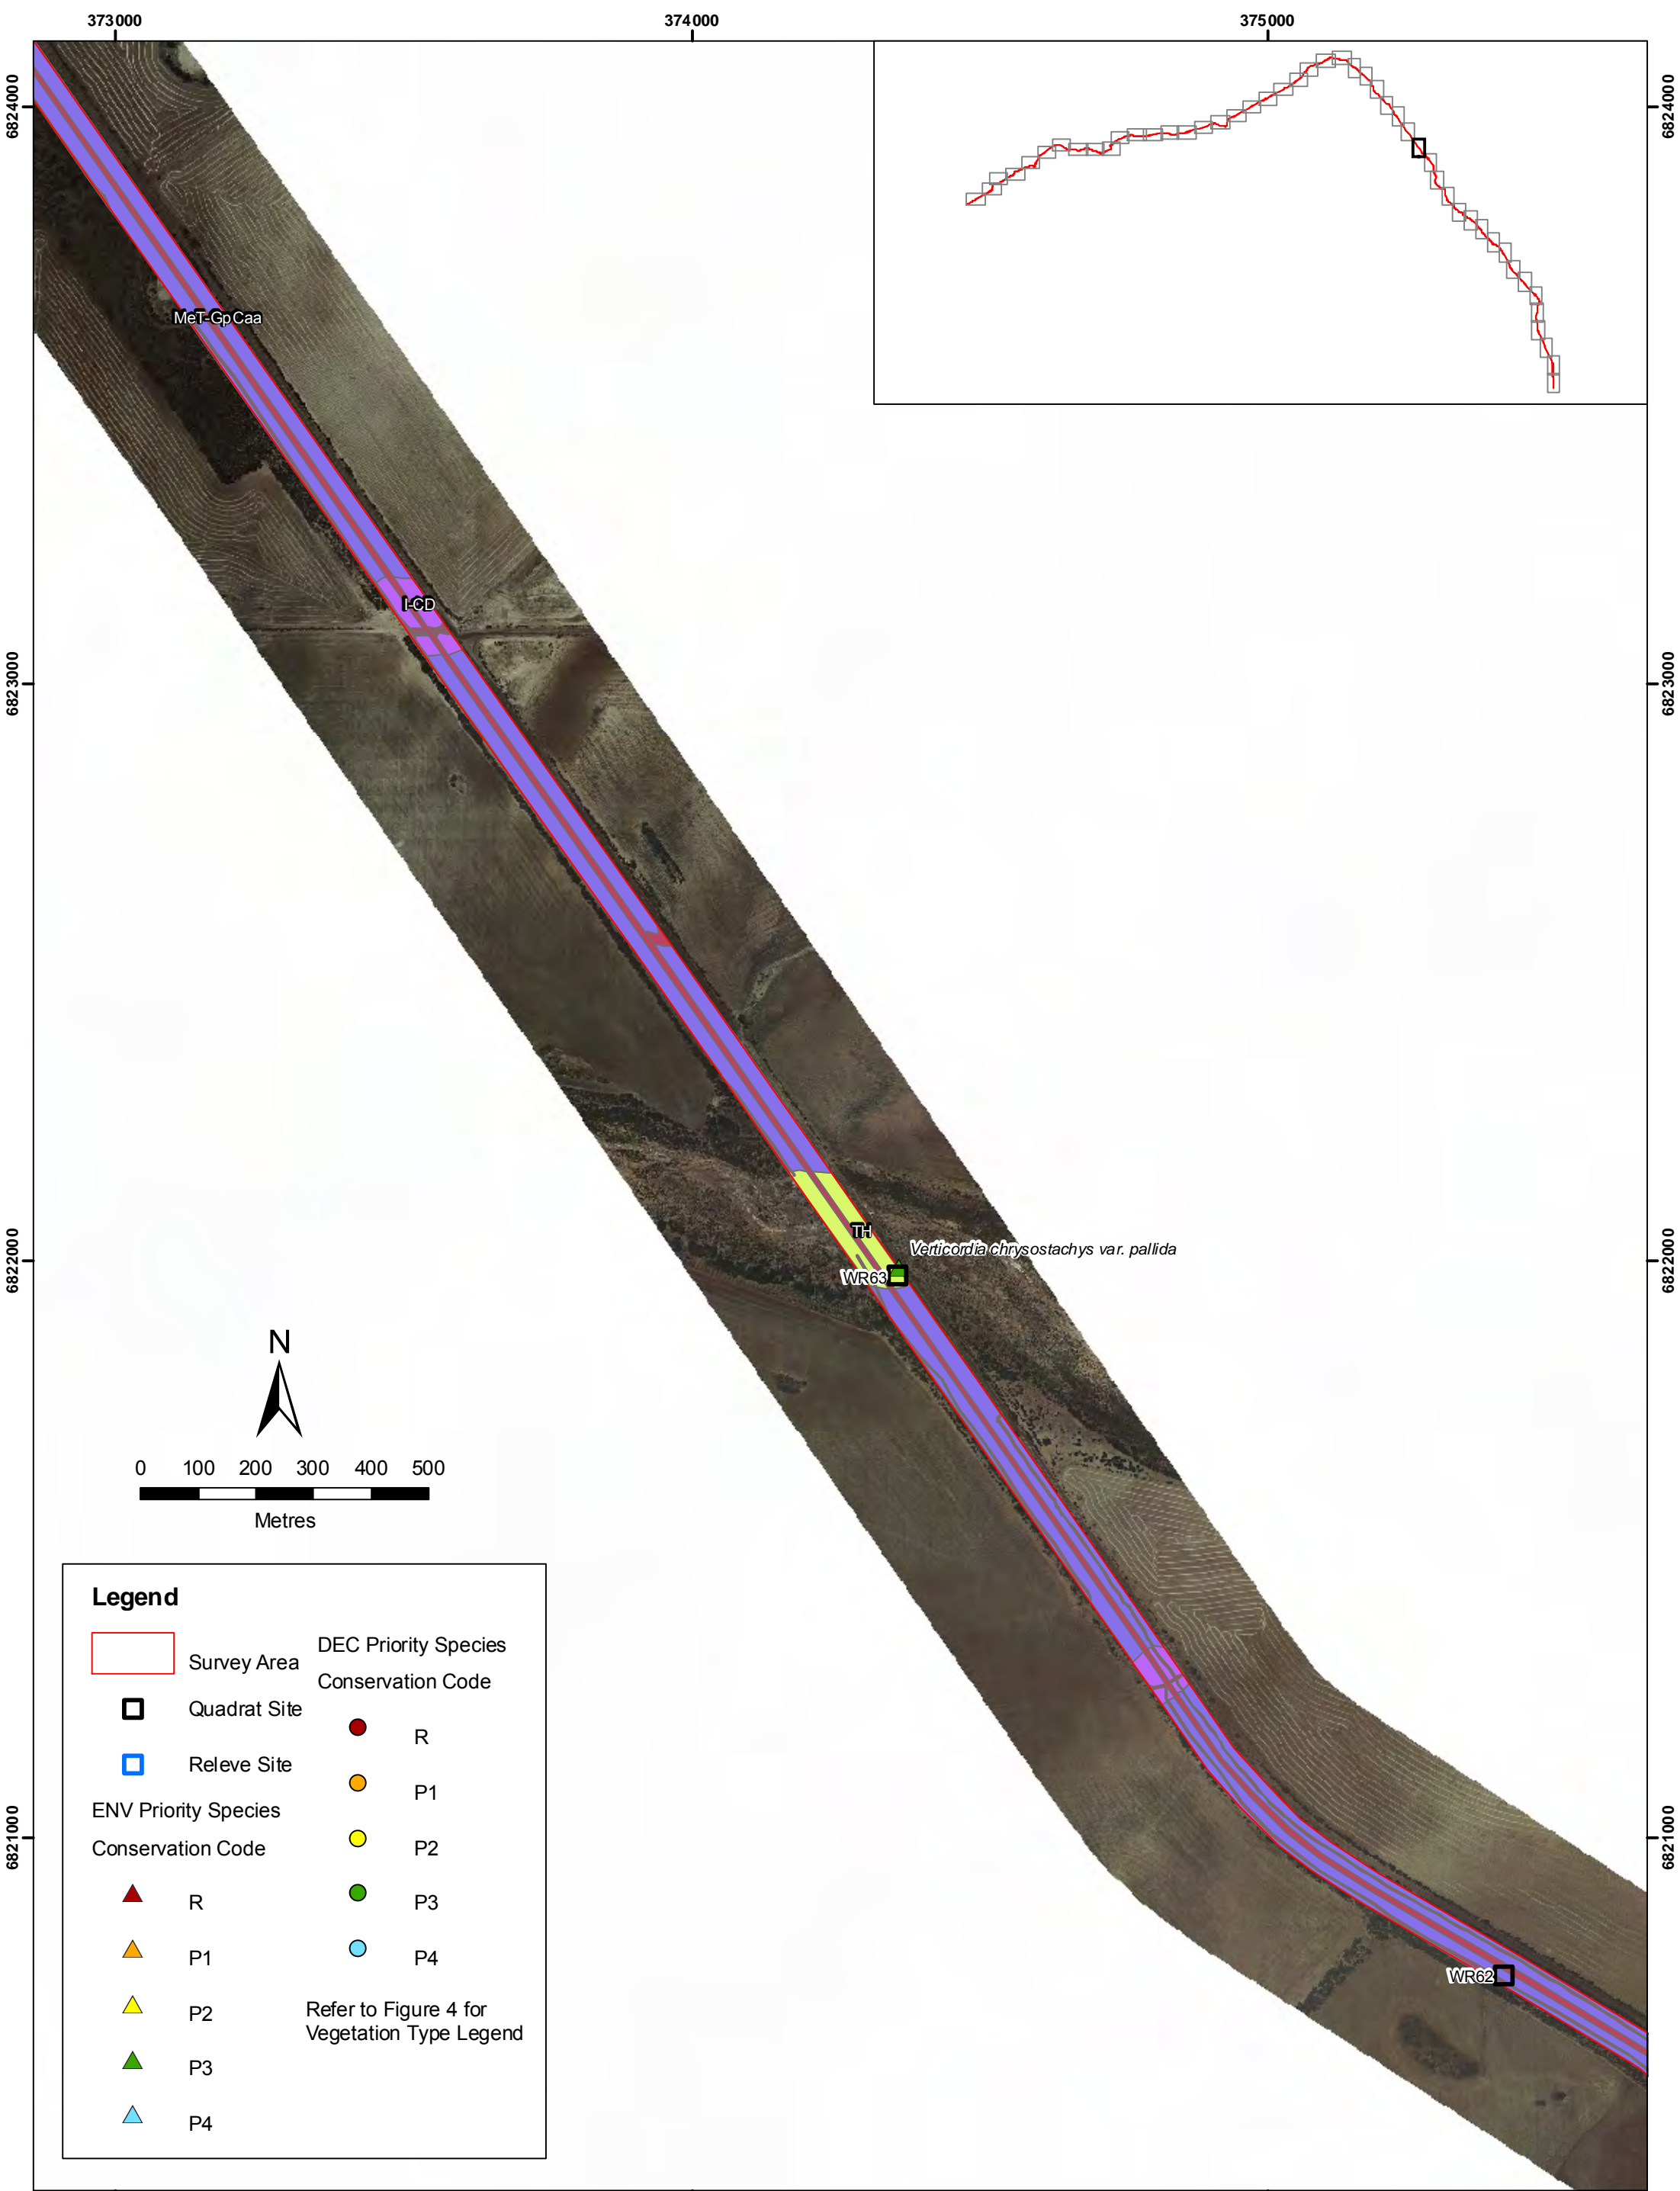 373000
374000
375000
6824000
6824000
MeT-GpCaa
I-CD
6823000
6823000
TH
Verticordia chrysostachys var. pallida
WR63
6822000
6822000
N
0 100 200 300 400 500
Metres
Legend
Survey Area
Quadrat Site
Releve Site
ENV Priority Species
Conservation Code
R
P1
P2
P3
P4
DEC Priority Species
Conservation Code
R
P1
P2
P3
P4
Refer to Figure 4 for
Vegetation Type Legend
6821000
6821000
WR62